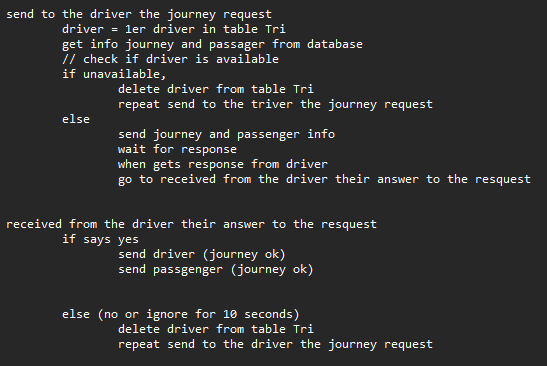 send to the driver the journey request
driver = 1er driver in table Tri
get info journey and passager from database
// check if driver is available
if unavailable,
delete driver from table Tri
repeat send to the triver the journey request
else
send journey and passenger info
wait for response
when gets response from driver
go to received from the driver their answer to the resquest
received from the driver their answer to the resquest
if says yes
send driver (journey ok)
send passgenger (journey ok)
else (no or ignore for 10 seconds)
delete driver from table Tri
repeat send to the driver the journey request